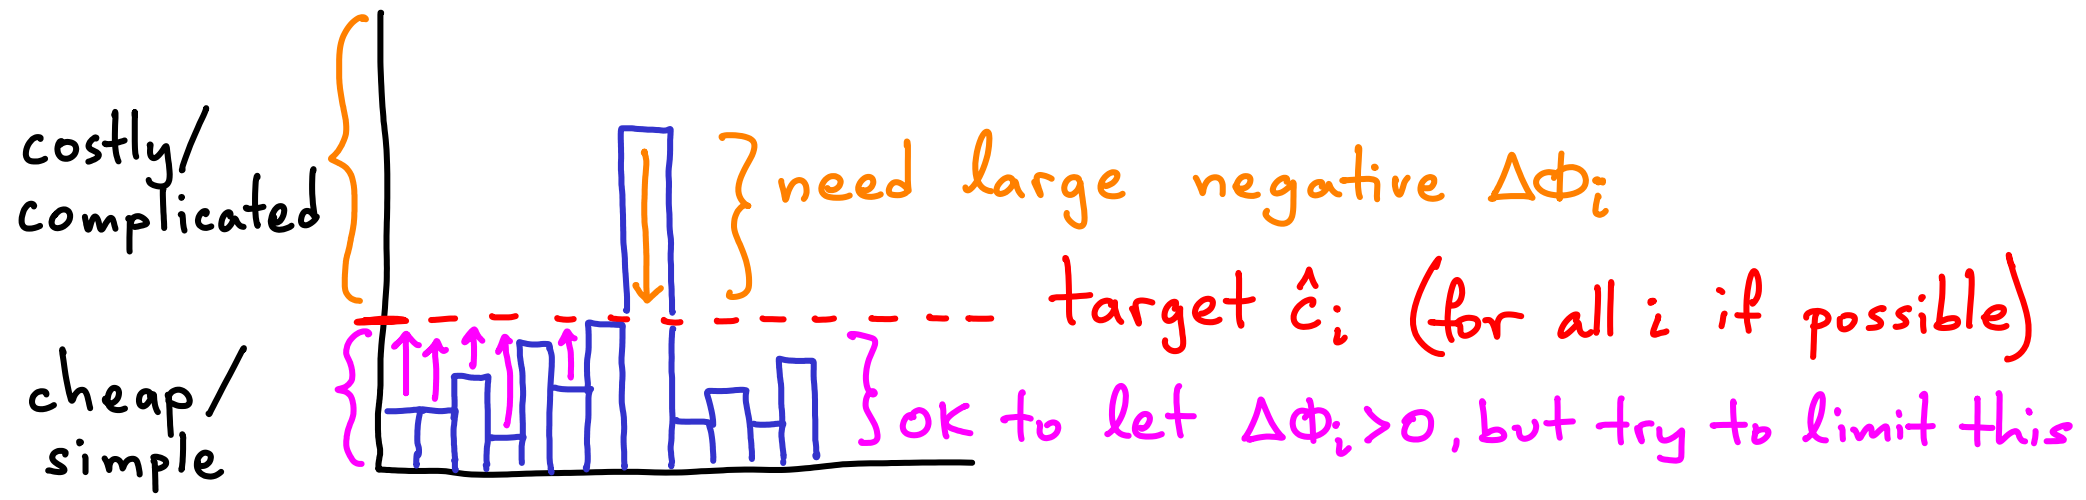 costly/
complicated
need large negative ΔΦᵢ
target ĉᵢ (for all i if possible)
cheap/
simple
ok to let ΔΦᵢ>0, but try to limit this